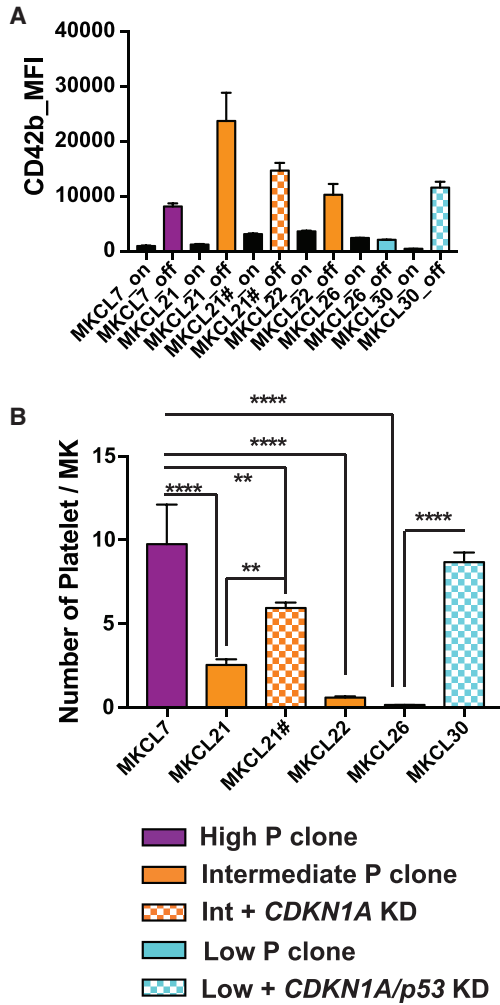 A
CD42b_MFI
40000
30000
20000
10000
0
MKCL7_on
MKCL7_off
MKCL21_on
MKCL21_off
MKCL21#_on
MKCL21#_off
MKCL22_on
MKCL22_off
MKCL26_on
MKCL26_off
MKCL30_on
MKCL30_off
B
Number of Platelet / MK
15
10
5
0
****
****
**
****
**
****
MKCL7
MKCL21
MKCL21#
MKCL22
MKCL26
MKCL30
High P clone
Intermediate P clone
Int + CDKN1A KD
Low P clone
Low + CDKN1A/p53 KD